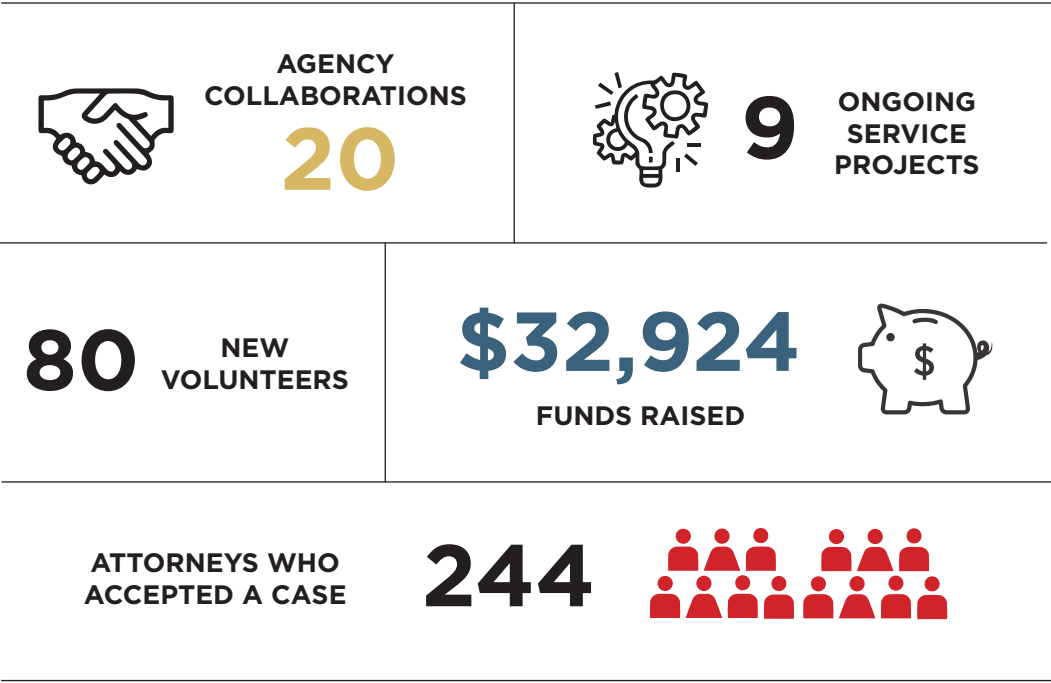 AGENCY
COLLABORATIONS
20
9
ONGOING
SERVICE
PROJECTS
80
NEW
VOLUNTEERS
$32,924
FUNDS RAISED
$
ATTORNEYS WHO
ACCEPTED A CASE
244